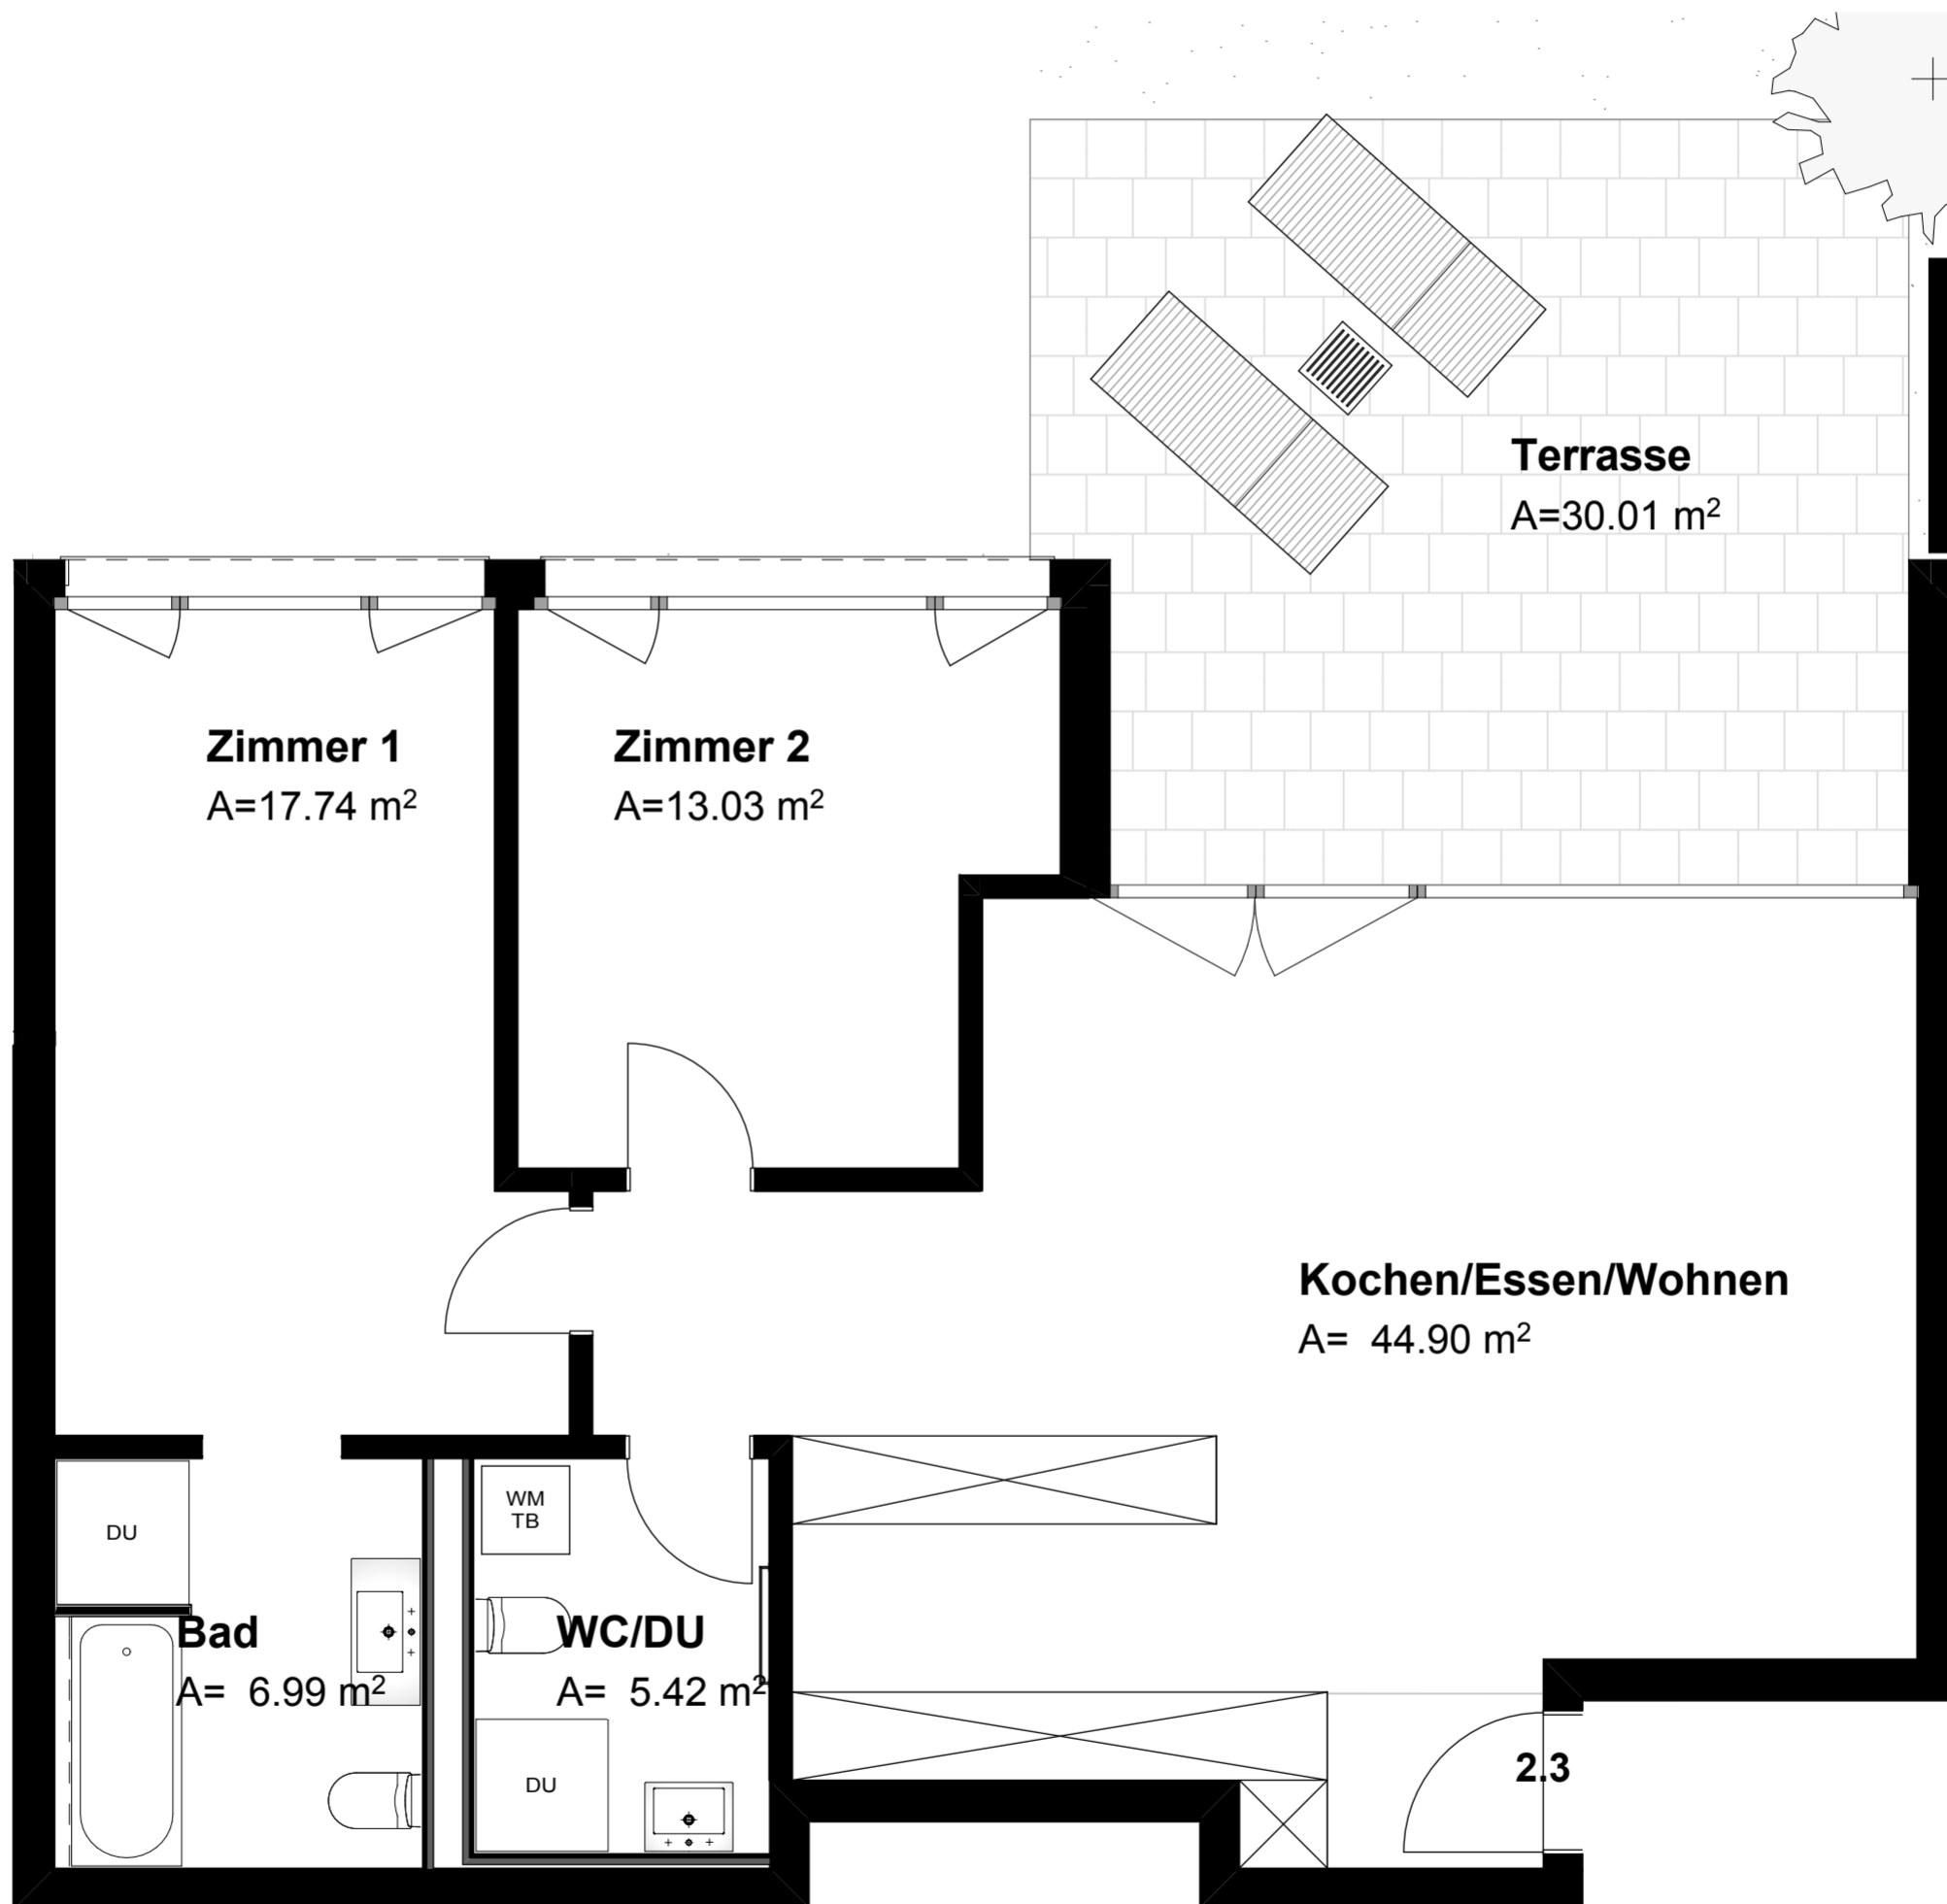 Terrasse
A=30.01 m²
Zimmer 1
A=17.74 m²
Zimmer 2
A=13.03 m²
Kochen/Essen/Wohnen
A= 44.90 m²
WM
TB
DU
Bad
A= 6.99 m²
WC/DU
A= 5.42 m²
DU
2.3